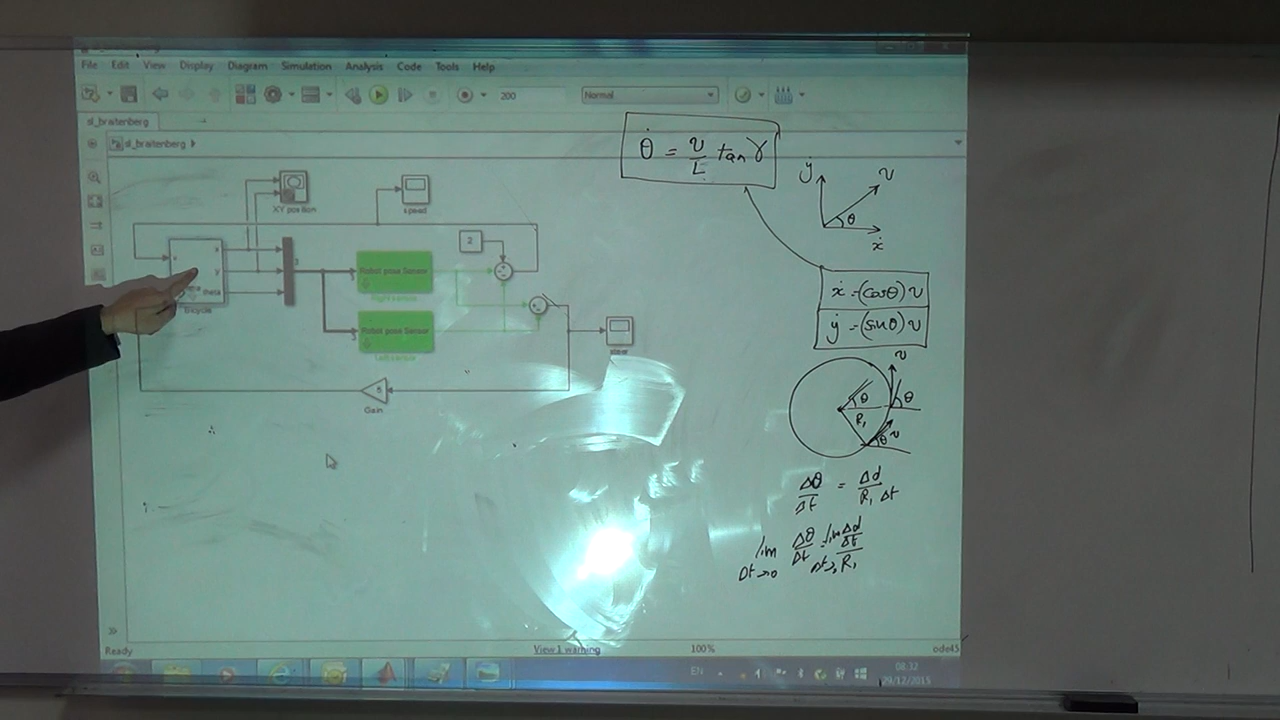 File Edit View Display Diagram Simulation Analysis Code Tools Help
200 Normal
sl_braitenberg
sl_braitenberg
XY position
speed
2
x
y
theta
Bicycle
Robot pose Sensor
Right sensor
Robot pose Sensor
Left sensor
Gain
θ̇ = v/L tan γ
ẏ
v
θ
ẋ
ẋ = (cosθ) v
ẏ = (sinθ) v
v
θ
θ
R₁
θ
v
Δθ/Δt = Δd/(R₁ Δt)
lim Δt→0 Δθ/Δt = lim Δt→0 (Δd/Δt)/R₁
Ready View 1 warning 100% ode45
EN 08:32
29/12/2015